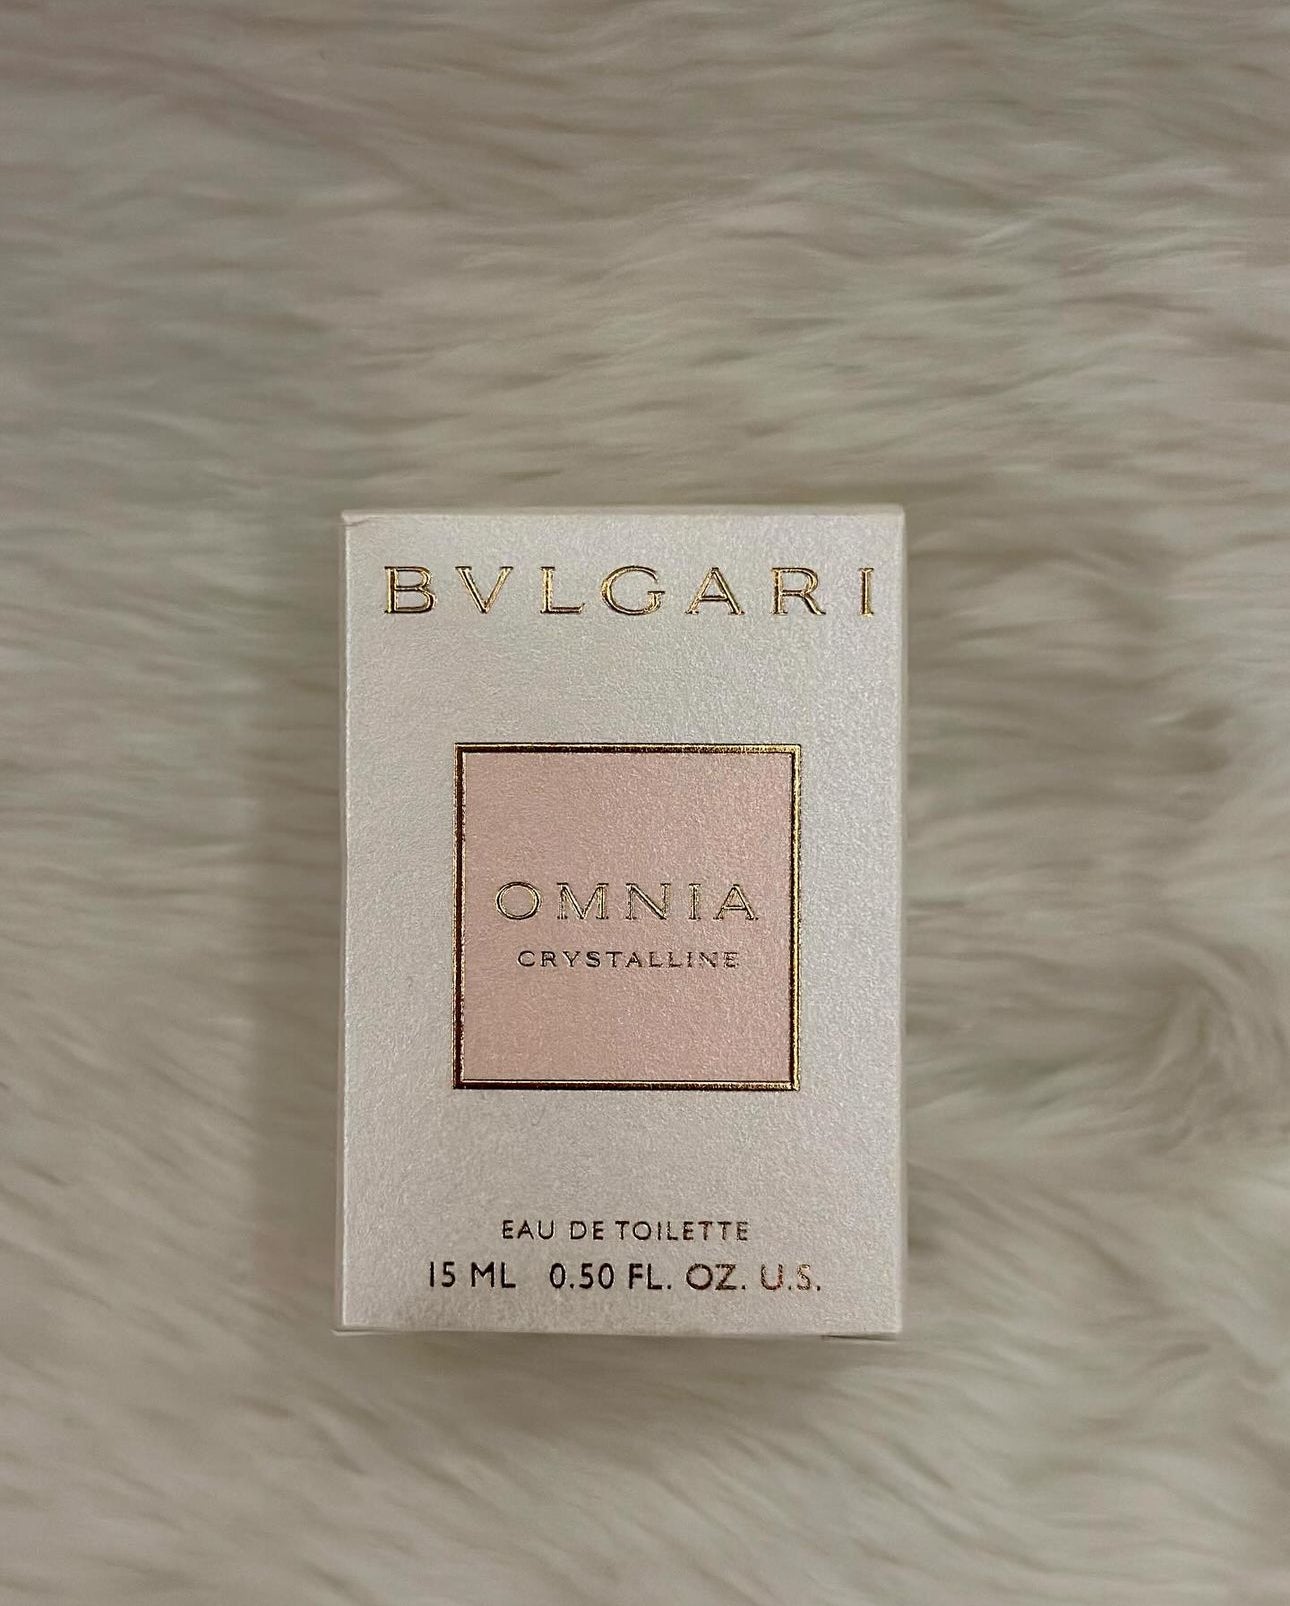 BVLGARI
OMNIA
CRYSTALLINE
EAU DE TOILETTE
15 ML 0.50 FL. OZ. U.S.